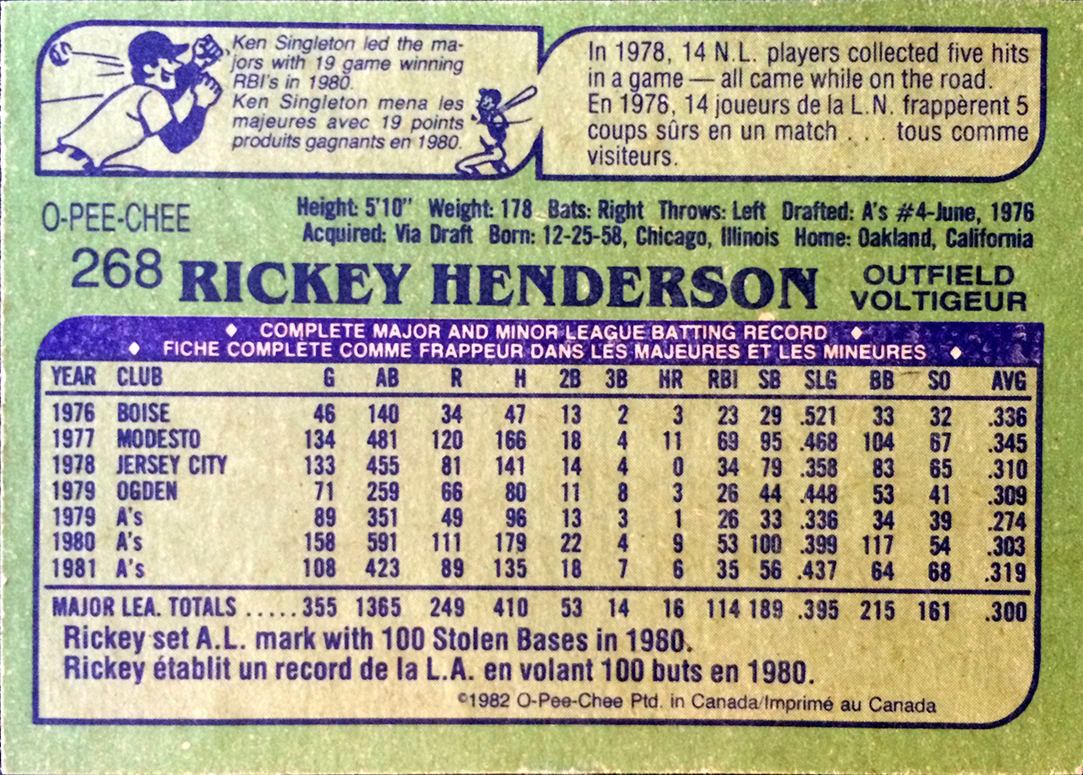 Ken Singleton led the ma-
jors with 19 game winning
RBI's in 1980.
Ken Singleton mena les
majeures avec 19 points
produits gagnants en 1980.
In 1978, 14 N.L. players collected five hits
in a game — all came while on the road.
En 1978, 14 joueurs de la L.N. frappèrent 5
coups sûrs en un match . . . tous comme
visiteurs.
O-PEE-CHEE
Height: 5'10" Weight: 178 Bats: Right Throws: Left Drafted: A's #4-June, 1976
Acquired: Via Draft Born: 12-25-58, Chicago, Illinois Home: Oakland, California
268 RICKEY HENDERSON
OUTFIELD
VOLTIGEUR
♦ COMPLETE MAJOR AND MINOR LEAGUE BATTING RECORD ♦
♦ FICHE COMPLETE COMME FRAPPEUR DANS LES MAJEURES ET LES MINEURES ♦
YEAR CLUB G AB R H 2B 3B HR RBI SB SLG BB SO AVG
1976 BOISE 46 140 34 47 13 2 3 23 29 .521 33 32 .336
1977 MODESTO 134 481 120 166 18 4 11 69 95 .468 104 67 .345
1978 JERSEY CITY 133 455 81 141 14 4 0 34 79 .358 83 65 .310
1979 OGDEN 71 259 66 80 11 8 3 26 44 .448 53 41 .309
1979 A's 89 351 49 96 13 3 1 26 33 .336 34 39 .274
1980 A's 158 591 111 179 22 4 9 53 100 .399 117 54 .303
1981 A's 108 423 89 135 18 7 6 35 56 .437 64 68 .319
MAJOR LEA. TOTALS ..... 355 1365 249 410 53 14 16 114 189 .395 215 161 .300
Rickey set A.L. mark with 100 Stolen Bases in 1980.
Rickey établit un record de la L.A. en volant 100 buts en 1980.
©1982 O-Pee-Chee Ptd. in Canada/Imprimé au Canada